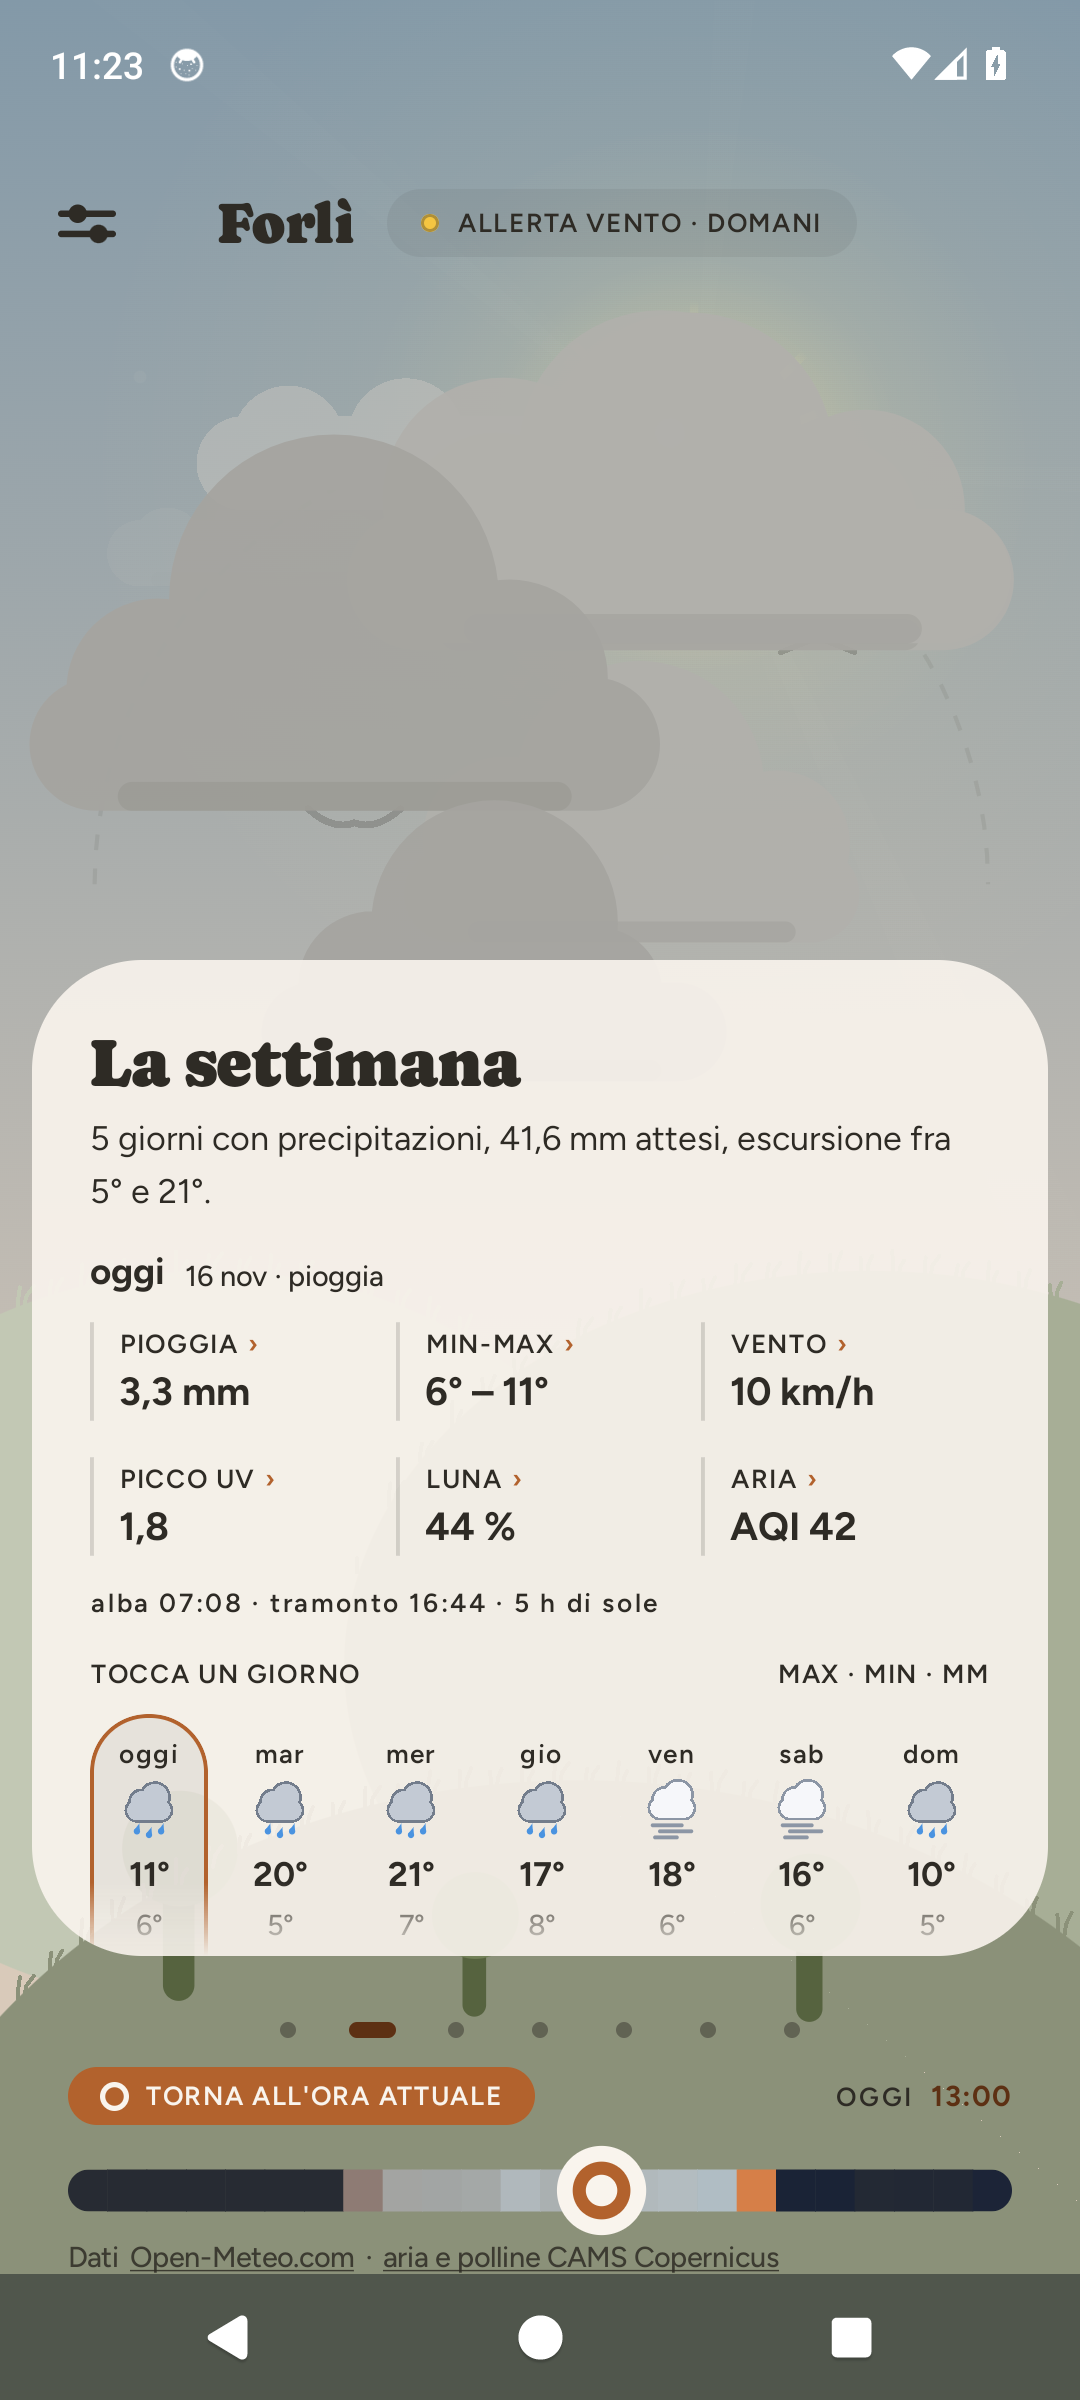 11:23
Forlì
ALLERTA VENTO · DOMANI
La settimana
5 giorni con precipitazioni, 41,6 mm attesi, escursione fra
5° e 21°.
oggi 16 nov · pioggia
PIOGGIA › MIN-MAX › VENTO ›
3,3 mm 6° – 11° 10 km/h
PICCO UV › LUNA › ARIA ›
1,8 44 % AQI 42
alba 07:08 · tramonto 16:44 · 5 h di sole
TOCCA UN GIORNO MAX · MIN · MM
oggi mar mer gio ven sab dom
11° 20° 21° 17° 18° 16° 10°
6° 5° 7° 8° 6° 6° 5°
TORNA ALL'ORA ATTUALE OGGI 13:00
Dati Open-Meteo.com · aria e polline CAMS Copernicus